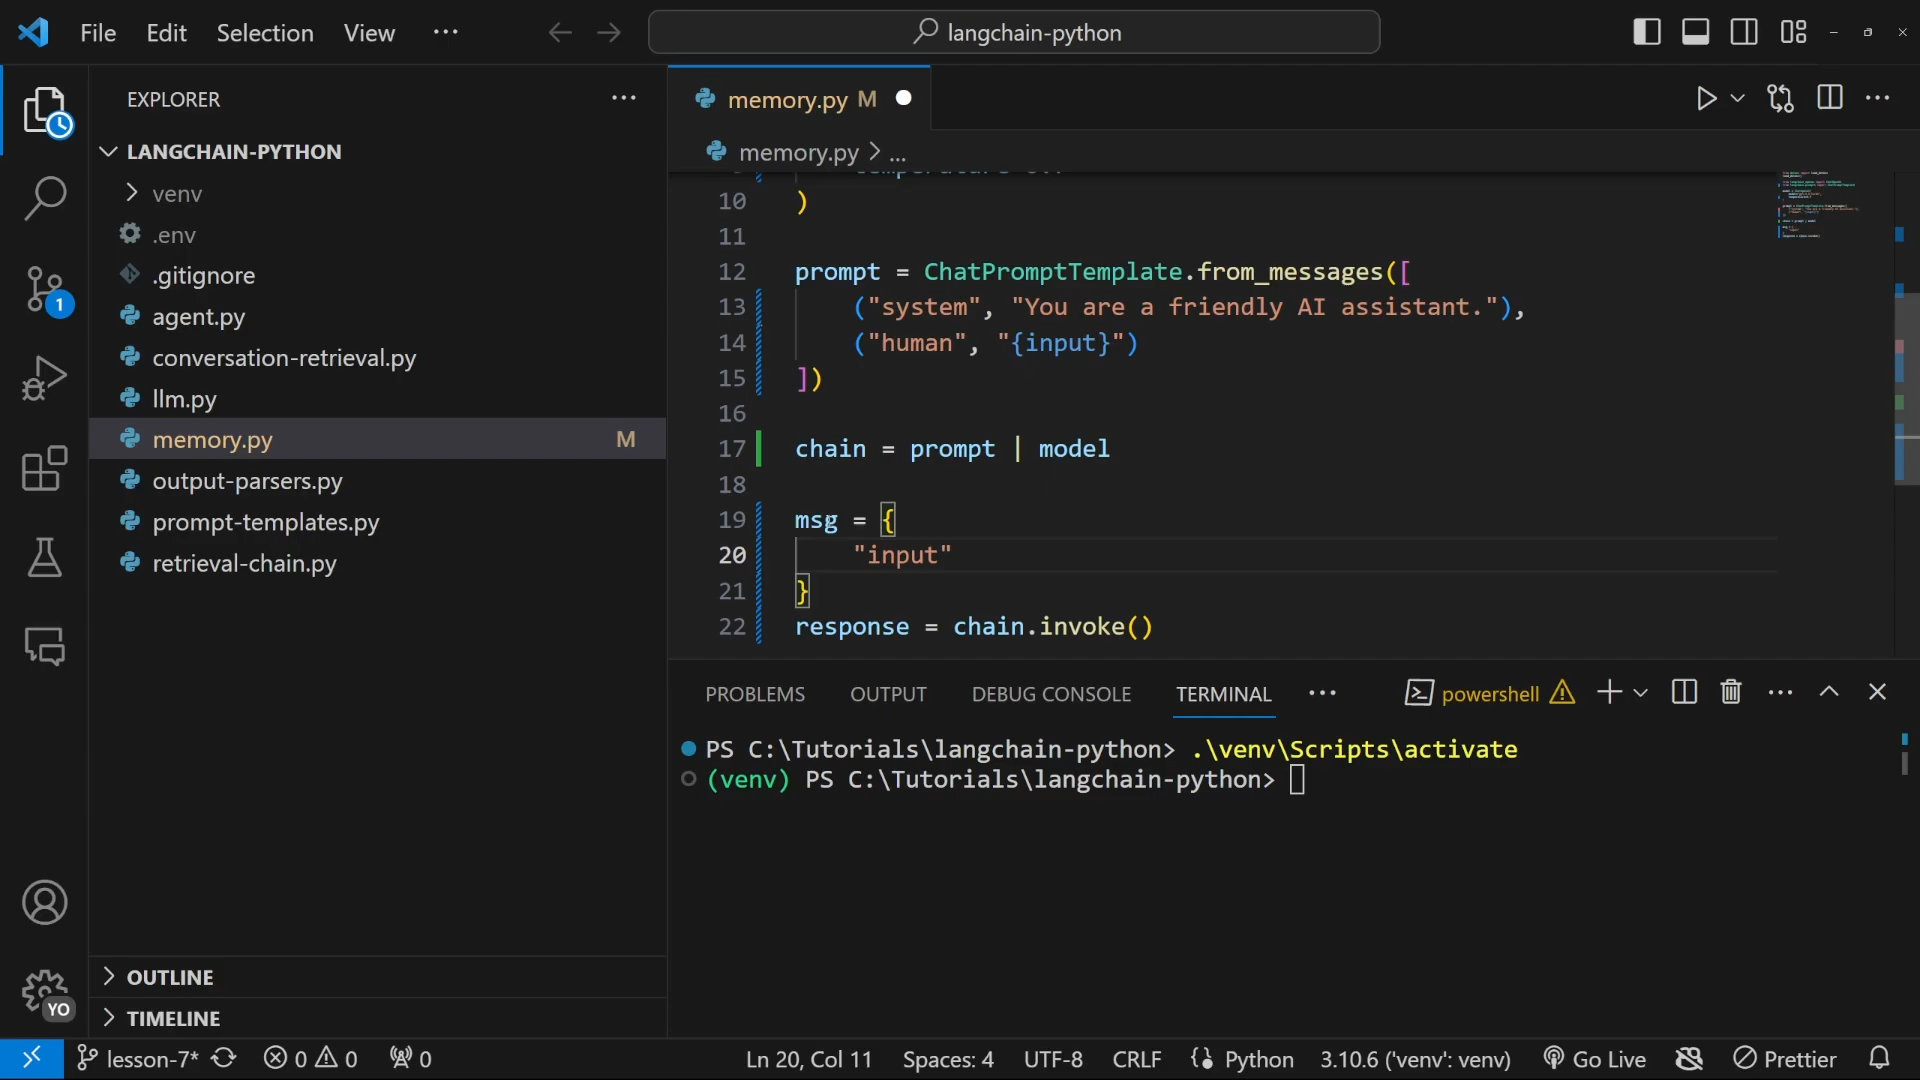 File Edit Selection View
langchain-python
EXPLORER
LANGCHAIN-PYTHON
venv
.env
.gitignore
agent.py
conversation-retrieval.py
llm.py
memory.py M
output-parsers.py
prompt-templates.py
retrieval-chain.py
OUTLINE
TIMELINE
1
YO
memory.py M
memory.py > ...
10 )
11
12 prompt = ChatPromptTemplate.from_messages([
13 ("system", "You are a friendly AI assistant."),
14 ("human", "{input}")
15 ])
16
17 chain = prompt | model
18
19 msg = {
20 "input"
21 }
22 response = chain.invoke()
PROBLEMS OUTPUT DEBUG CONSOLE TERMINAL
powershell
PS C:\Tutorials\langchain-python> .\venv\Scripts\activate
(venv) PS C:\Tutorials\langchain-python>
lesson-7* 0 0 0 Ln 20, Col 11 Spaces: 4 UTF-8 CRLF Python 3.10.6 ('venv': venv) Go Live Prettier